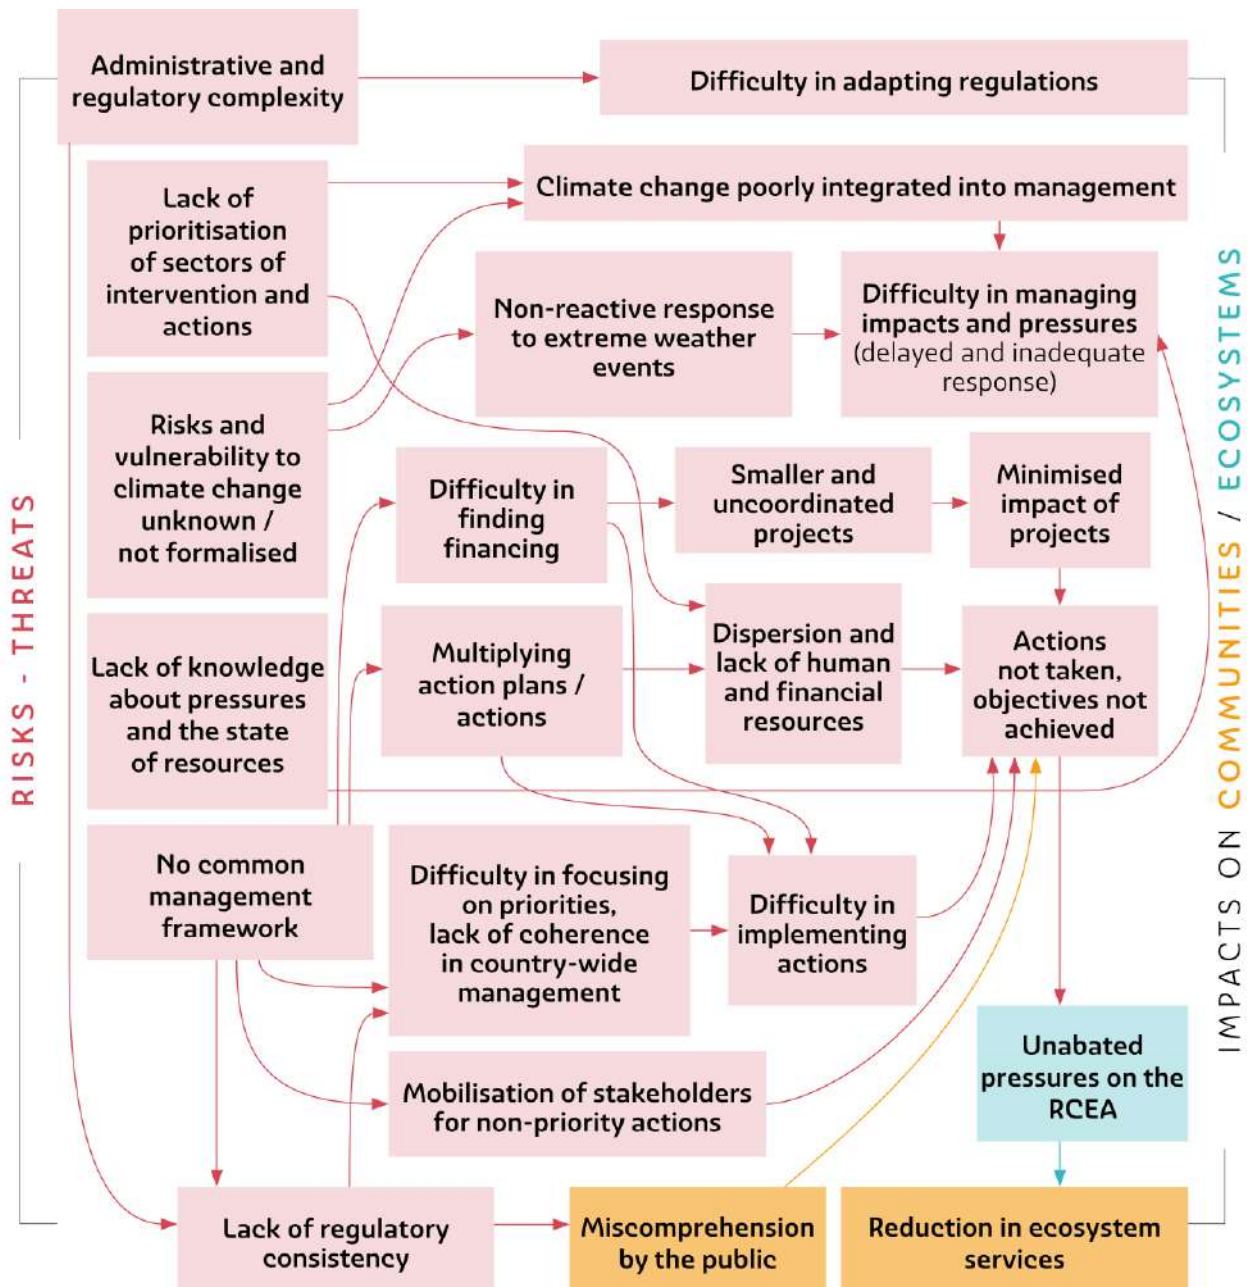 Administrative and
regulatory complexity
Difficulty in adapting regulations
Lack of
prioritisation
of sectors of
intervention and
actions
Climate change poorly integrated into management
Non-reactive response
to extreme weather
events
Difficulty in managing
impacts and pressures
(delayed and inadequate
response)
Risks and
vulnerability to
climate change
unknown /
not formalised
Difficulty in
finding
financing
Smaller and
uncoordinated
projects
Minimised
impact of
projects
Lack of knowledge
about pressures
and the state
of resources
Multiplying
action plans /
actions
Dispersion and
lack of human
and financial
resources
Actions
not taken,
objectives not
achieved
No common
management
framework
Difficulty in focusing
on priorities,
lack of coherence
in country-wide
management
Difficulty in
implementing
actions
Mobilisation of stakeholders
for non-priority actions
Unabated
pressures on the
RCEA
Lack of regulatory
consistency
Miscomprehension
by the public
Reduction in ecosystem
services
RISKS - THREATS
IMPACTS ON COMMUNITIES / ECOSYSTEMS